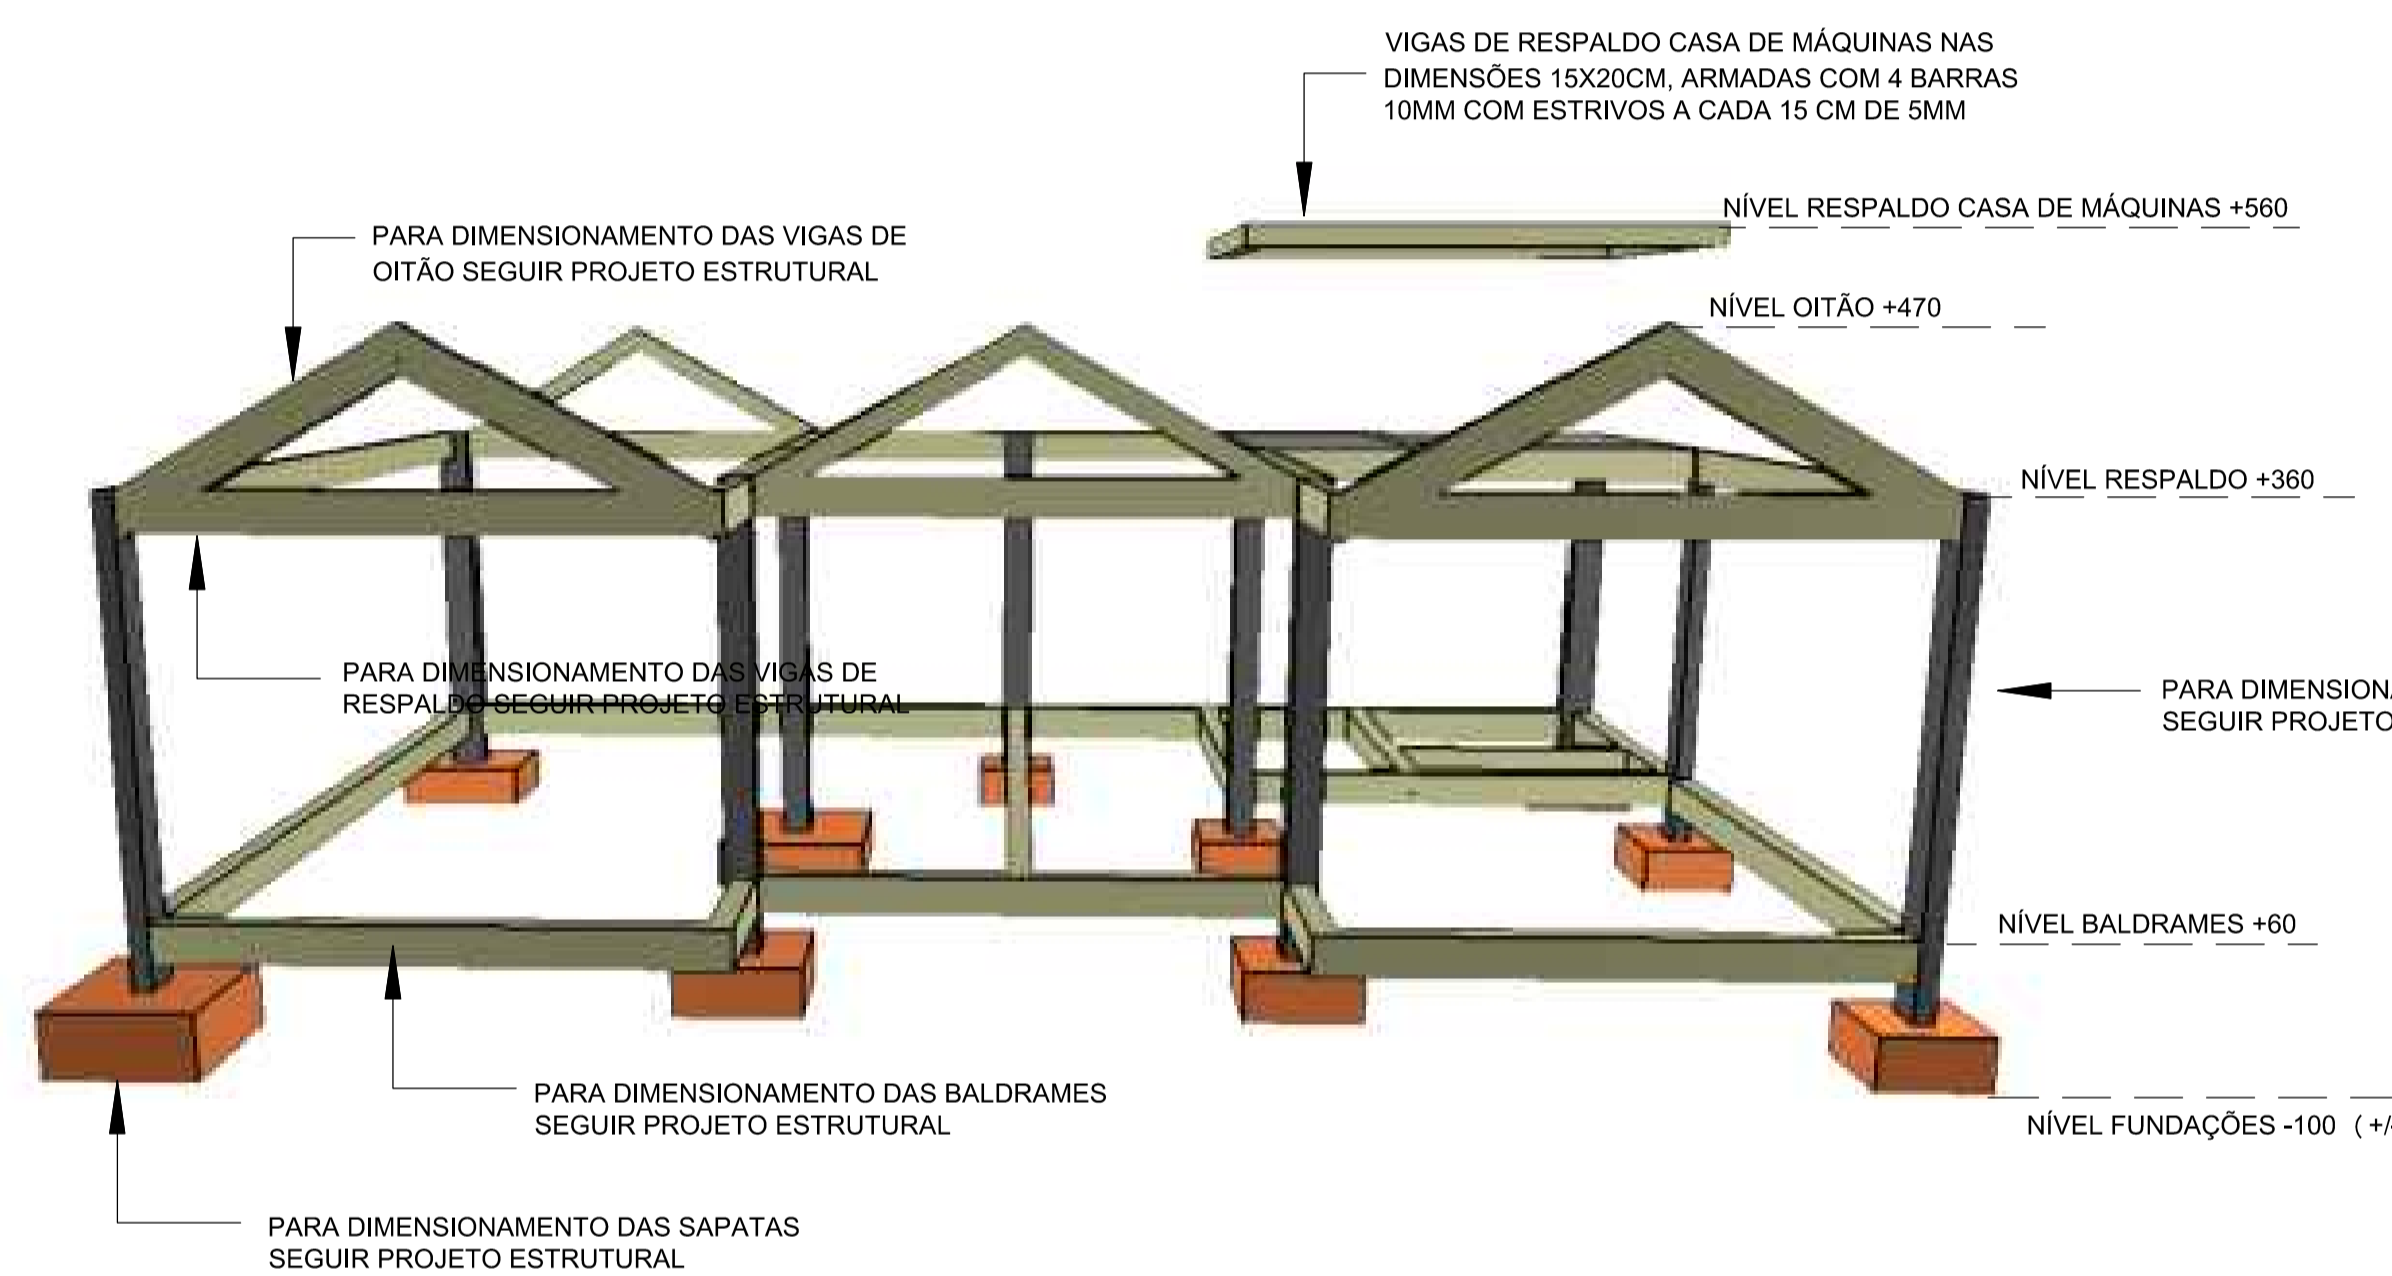 VIGAS DE RESPALDO CASA DE MÁQUINAS NAS
DIMENSÕES 15X20CM, ARMADAS COM 4 BARRAS
10MM COM ESTRIVOS A CADA 15 CM DE 5MM
NÍVEL RESPALDO CASA DE MÁQUINAS +560
PARA DIMENSIONAMENTO DAS VIGAS DE
OITÃO SEGUIR PROJETO ESTRUTURAL
NÍVEL OITÃO +470
NÍVEL RESPALDO +360
PARA DIMENSIONAMENTO DAS VIGAS DE
RESPALDO SEGUIR PROJETO ESTRUTURAL
PARA DIMENSIONA
SEGUIR PROJETO
NÍVEL BALDRAMES +60
PARA DIMENSIONAMENTO DAS BALDRAMES
SEGUIR PROJETO ESTRUTURAL
NÍVEL FUNDAÇÕES -100 ( +/-
PARA DIMENSIONAMENTO DAS SAPATAS
SEGUIR PROJETO ESTRUTURAL